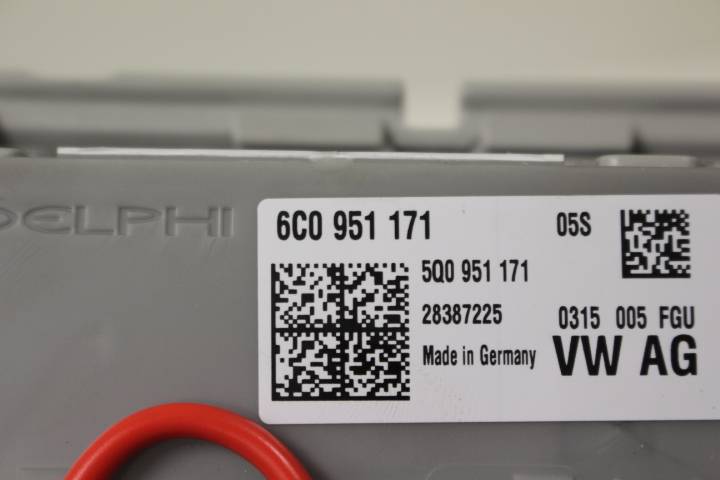 DELPHI
6C0 951 171 05S
5Q0 951 171
28387225 0315 005 FGU
Made in Germany VW AG